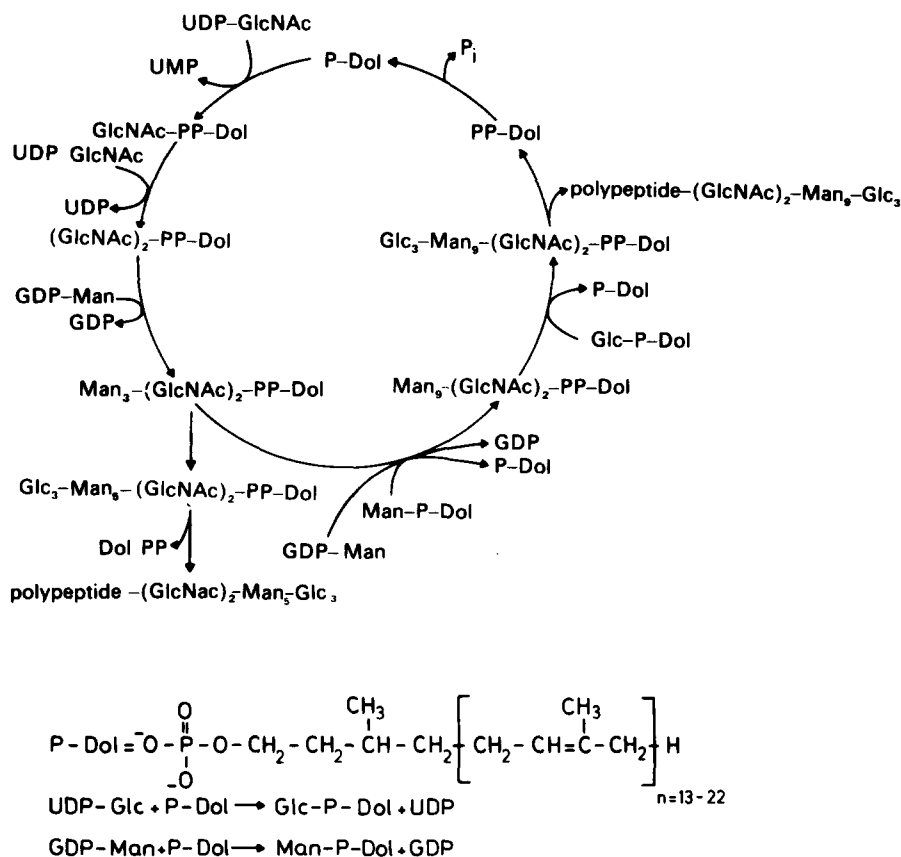 UDP–GlcNAc
UMP
P-Dol
Pi
GlcNAc–PP–Dol
PP-Dol
UDP GlcNAc
UDP
polypeptide–(GlcNAc)₂–Man₉–Glc₃
(GlcNAc)₂–PP–Dol
Glc₃–Man₉–(GlcNAc)₂–PP–Dol
GDP–Man
GDP
P–Dol
Glc–P–Dol
Man₃–(GlcNAc)₂–PP–Dol
Man₉–(GlcNAc)₂–PP–Dol
GDP
P–Dol
Glc₃–Man₅–(GlcNAc)₂–PP–Dol
Man–P–Dol
Dol PP
GDP–Man
polypeptide –(GlcNac)₂–Man₅–Glc₃
O
CH₃
CH₃
P-Dol = ⁻O–P–O–CH₂–CH₂–CH–CH₂–[CH₂–CH=C–CH₂]–H
⁻O
n=13-22
UDP–Glc + P–Dol → Glc–P–Dol + UDP
GDP–Man + P–Dol → Man–P–Dol + GDP